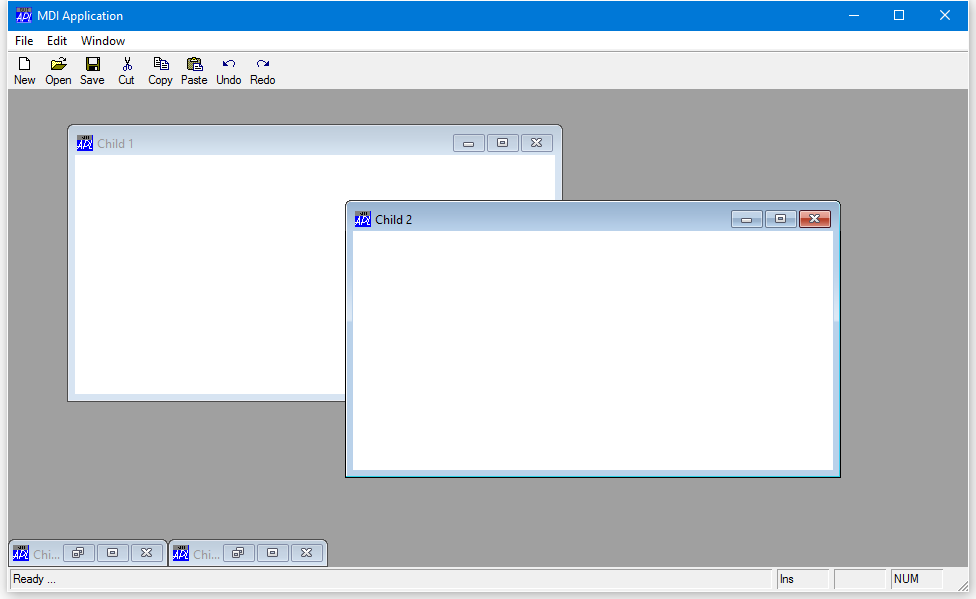 MDI Application
File Edit Window
New Open Save Cut Copy Paste Undo Redo
Child 1
Child 2
Chi... Chi...
Ready ... Ins NUM